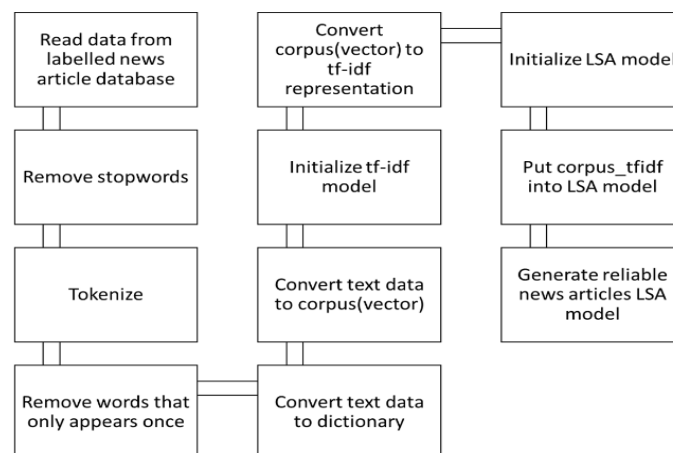 Read data from
labelled news
article database
Remove stopwords
Tokenize
Remove words that
only appears once
Convert text data
to dictionary
Convert text data
to corpus(vector)
Initialize tf-idf
model
Convert
corpus(vector) to
tf-idf
representation
Initialize LSA model
Put corpus_tfidf
into LSA model
Generate reliable
news articles LSA
model